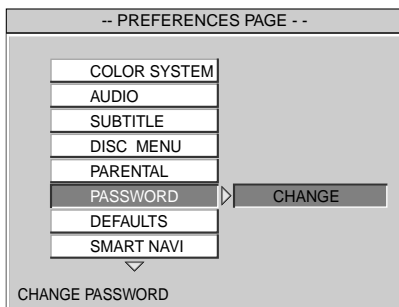 -- PREFERENCES PAGE - -
COLOR SYSTEM
AUDIO
SUBTITLE
DISC MENU
PARENTAL
PASSWORD CHANGE
DEFAULTS
SMART NAVI
CHANGE PASSWORD